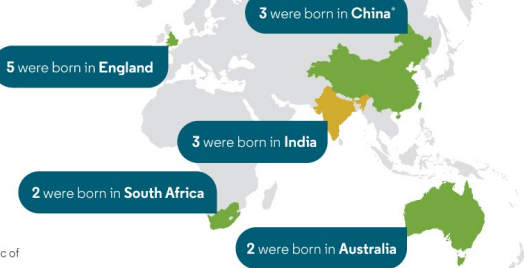 3 were born in China*
5 were born in England
3 were born in India
2 were born in South Africa
2 were born in Australia
c of